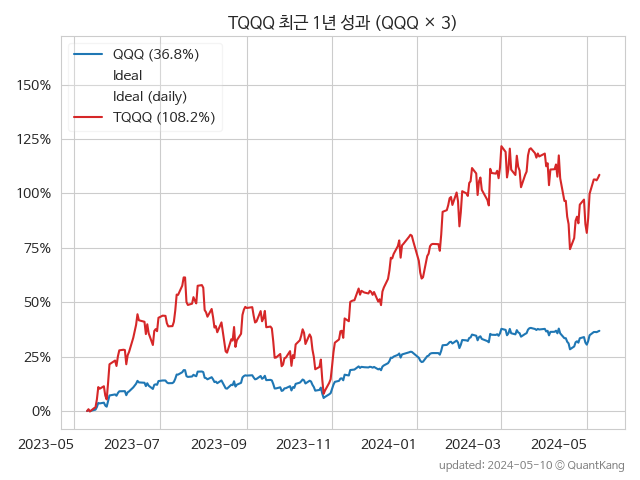 TQQQ 최근 1년 성과 (QQQ × 3)
QQQ (36.8%)
Ideal
Ideal (daily)
TQQQ (108.2%)
150%
125%
100%
75%
50%
25%
0%
2023-05 2023-07 2023-09 2023-11 2024-01 2024-03 2024-05
updated: 2024-05-10 © QuantKang